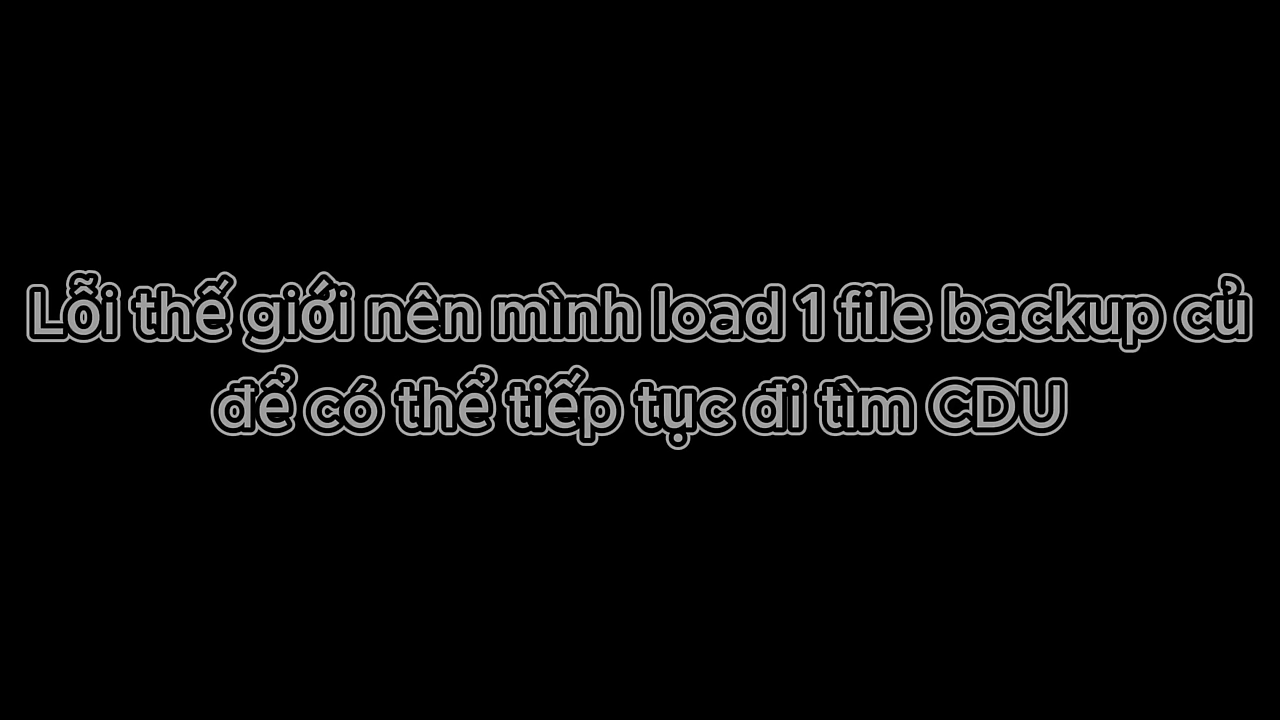 Lỗi thế giới nên mình load 1 file backup củ
để có thể tiếp tục đi tìm CDU